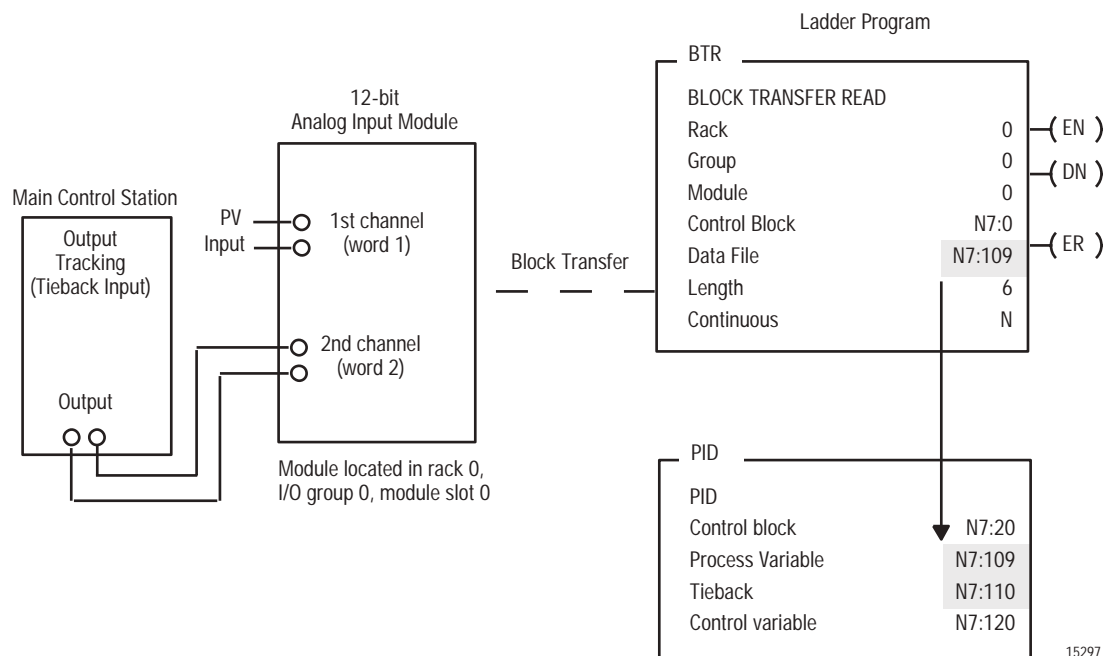 Ladder Program
BTR
BLOCK TRANSFER READ
Rack 0
Group 0
Module 0
Control Block N7:0
Data File N7:109
Length 6
Continuous N
( EN )
( DN )
( ER )
12-bit
Analog Input Module
Main Control Station
Output
Tracking
(Tieback Input)
Output
PV
Input
1st channel
(word 1)
2nd channel
(word 2)
Block Transfer
Module located in rack 0,
I/O group 0, module slot 0
PID
PID
Control block N7:20
Process Variable N7:109
Tieback N7:110
Control variable N7:120
15297